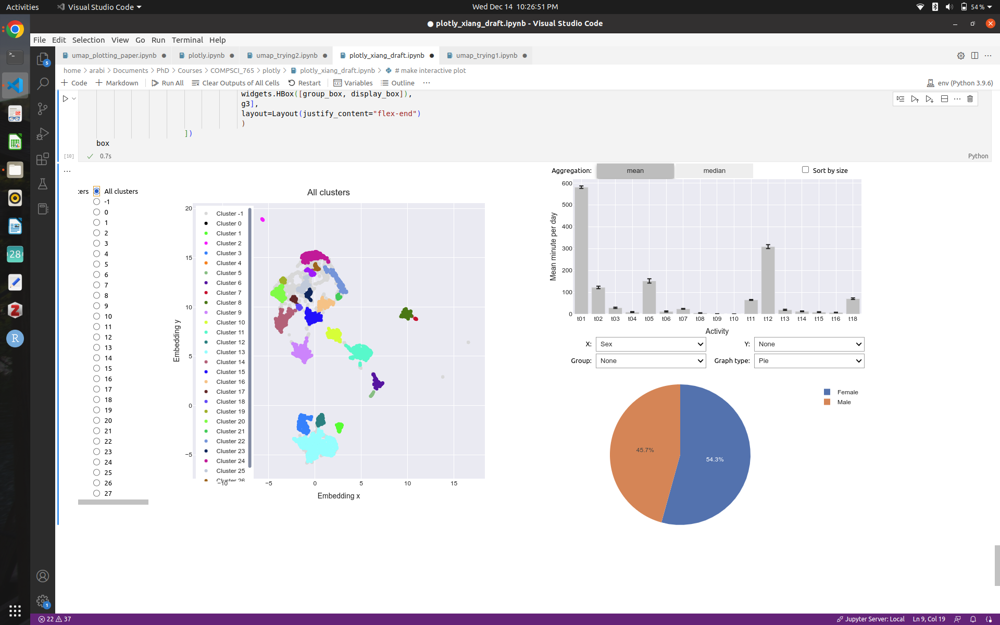 Activities
Visual Studio Code
Wed Dec 14 10:26:51 PM
54 %
● plotly_xiang_draft.ipynb - Visual Studio Code
File Edit Selection View Go Run Terminal Help
umap_plotting_paper.ipynb
plotly.ipynb
umap_trying2.ipynb
plotly_xiang_draft.ipynb
umap_trying1.ipynb
home > arabi > Documents > PhD > Courses > COMPSCI_765 > plotly > plotly_xiang_draft.ipynb > # make interactive plot
+ Code + Markdown
Run All
Clear Outputs of All Cells
Restart
Variables
Outline
···
env (Python 3.9.6)
widgets.HBox([group_box, display_box]),
g3],
layout=Layout(justify_content="flex-end")
)
])
box
[10]
0.7s
Python
ters
All clusters
-1
0
1
2
3
4
5
6
7
8
9
10
11
12
13
14
15
16
17
18
19
20
21
22
23
24
25
26
27
All clusters
Cluster -1
Cluster 0
Cluster 1
Cluster 2
Cluster 3
Cluster 4
Cluster 5
Cluster 6
Cluster 7
Cluster 8
Cluster 9
Cluster 10
Cluster 11
Cluster 12
Cluster 13
Cluster 14
Cluster 15
Cluster 16
Cluster 17
Cluster 18
Cluster 19
Cluster 20
Cluster 21
Cluster 22
Cluster 23
Cluster 24
Cluster 25
Cluster 26
20
15
10
5
0
−5
Embedding y
−10 −5 0 5 10 15
Embedding x
Aggregation:
mean
median
Sort by size
600
500
400
300
200
100
0
Mean minute per day
t01 t02 t03 t04 t05 t06 t07 t08 t09 t10 t11 t12 t13 t14 t15 t16 t18
Activity
X: Sex
Y: None
Group: None
Graph type: Pie
45.7%
54.3%
Female
Male
5
28
Z
R
1
22 37
Jupyter Server: Local
Ln 9, Col 19